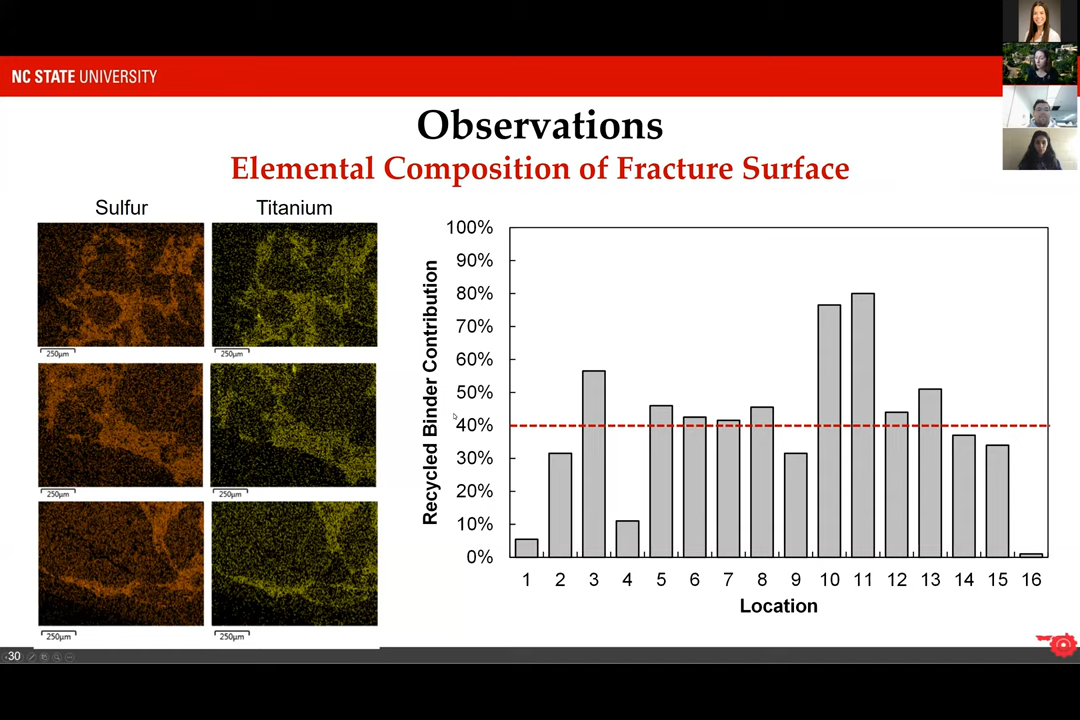 NC STATE UNIVERSITY
Observations
Elemental Composition of Fracture Surface
Sulfur
Titanium
250µm
250µm
250µm
250µm
250µm
250µm
Recycled Binder Contribution
100%
90%
80%
70%
60%
50%
40%
30%
20%
10%
0%
1 2 3 4 5 6 7 8 9 10 11 12 13 14 15 16
Location
30